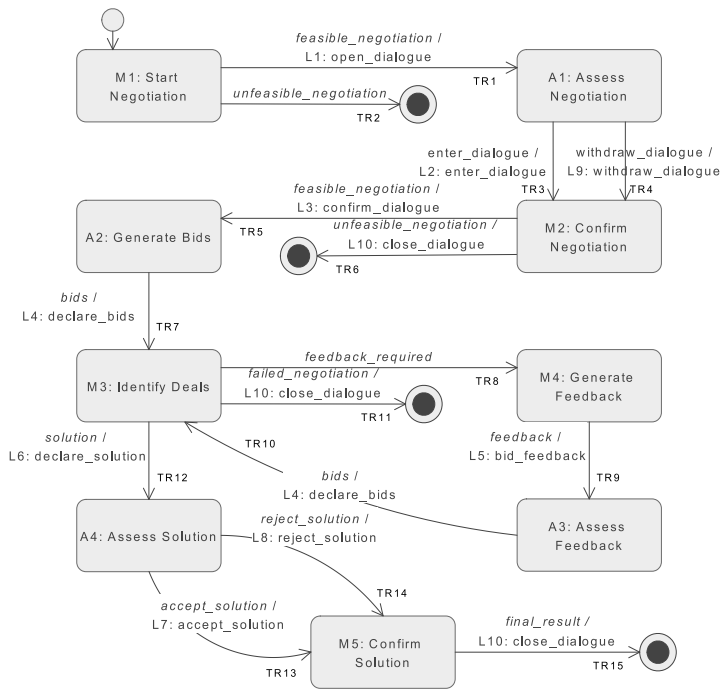 feasible_negotiation /
L1: open_dialogue
M1: Start
Negotiation
TR1
A1: Assess
Negotiation
unfeasible_negotiation
TR2
enter_dialogue /
L2: enter_dialogue
TR3
withdraw_dialogue /
L9: withdraw_dialogue
TR4
feasible_negotiation /
L3: confirm_dialogue
TR5
A2: Generate Bids
unfeasible_negotiation /
L10: close_dialogue
TR6
M2: Confirm
Negotiation
bids /
L4: declare_bids
TR7
M3: Identify Deals
feedback_required
TR8
M4: Generate
Feedback
failed_negotiation /
L10: close_dialogue
TR11
solution /
L6: declare_solution
TR12
TR10
bids /
L4: declare_bids
feedback /
L5: bid_feedback
TR9
A4: Assess Solution
reject_solution /
L8: reject_solution
TR14
A3: Assess
Feedback
accept_solution /
L7: accept_solution
TR13
M5: Confirm
Solution
final_result /
L10: close_dialogue
TR15